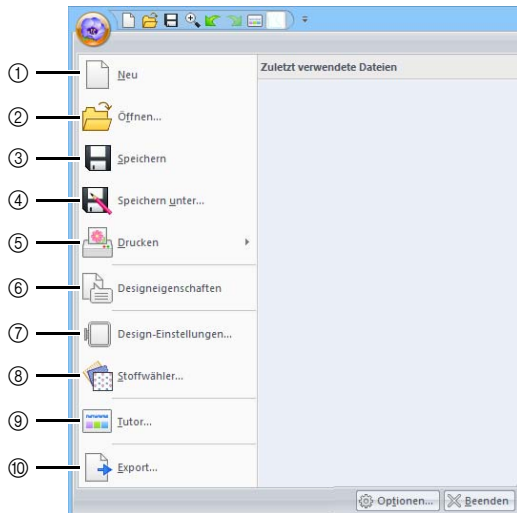 Zuletzt verwendete Dateien
① Neu
② Öffnen...
③ Speichern
④ Speichern unter...
⑤ Drucken
⑥ Designeigenschaften
⑦ Design-Einstellungen...
⑧ Stoffwähler...
⑨ Tutor...
⑩ Export...
Optionen... Beenden